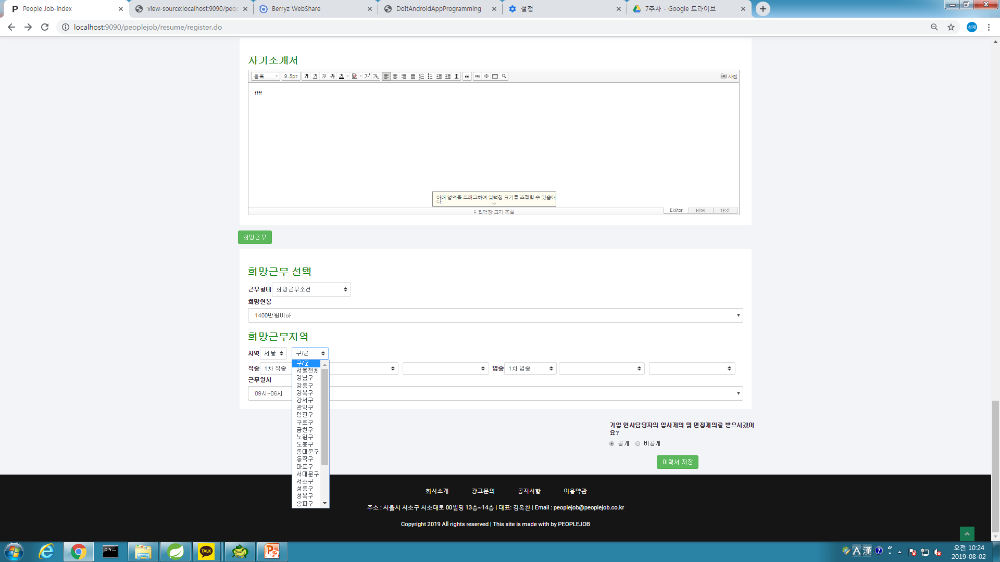 People Job-index
view-source:localhost:9090/peop
Berryz WebShare
DoItAndroidAppProgramming
설정
7주차 - Google 드라이브
localhost:9090/peoplejob/resume/register.do
성재
자기소개서
돋움
9.5pt
가 가 가 가 가 가 가
URL
사진
ffff
아래 영역을 드래그하여 입력창 크기를 조절할 수 있습니
다.
입력창 크기 조절
Editor
HTML
TEXT
희망근무
희망근무 선택
근무형태 희망근무조건
희망연봉
1400만원이하
희망근무지역
지역 서울 구/군
구/군
서울전체
강남구
강동구
강북구
강서구
관악구
광진구
구로구
금천구
노원구
도봉구
동대문구
동작구
마포구
서대문구
서초구
성동구
성북구
송파구
직종 1차 직종 업종 1차 업종
근무일시
09시~06시
기업 인사담당자의 입사제의 및 면접제의를 받으시겠어
요?
공개 비공개
이력서 저장
회사소개 광고문의 공지사항 이용약관
주소 : 서울시 서초구 서초대로 00빌딩 13층~14층 | 대표: 김옥환 | Email : peoplejob@peoplejob.co.kr
Copyright 2019 All rights reserved | This site is made with by PEOPLEJOB
C:\
TALK
A 漢
오전 10:24
2019-08-02